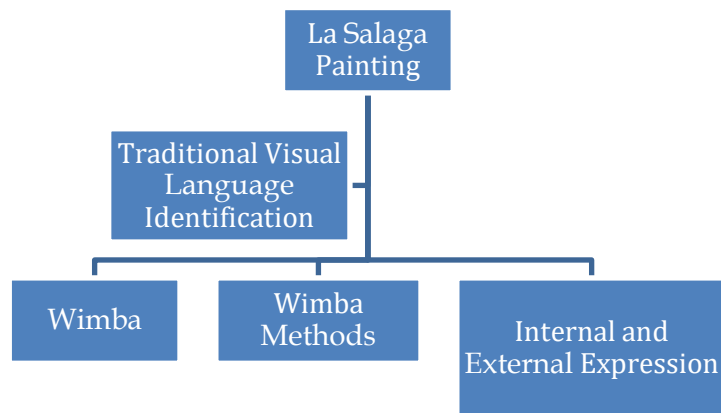 La Salaga
Painting
Traditional Visual
Language
Identification
Wimba
Wimba
Methods
Internal and
External Expression